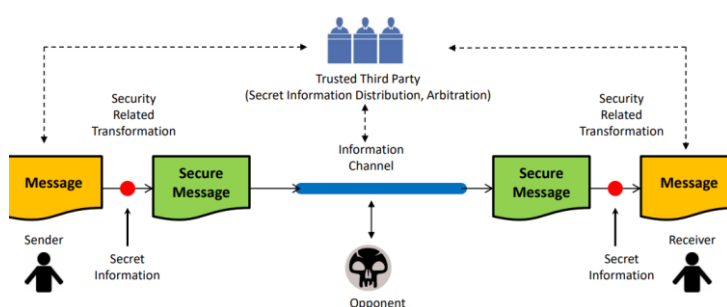 Trusted Third Party
(Secret Information Distribution, Arbitration)
Security
Related
Transformation
Information
Channel
Security
Related
Transformation
Message
Secure
Message
Secure
Message
Message
Sender
Secret
Information
Opponent
Secret
Information
Receiver